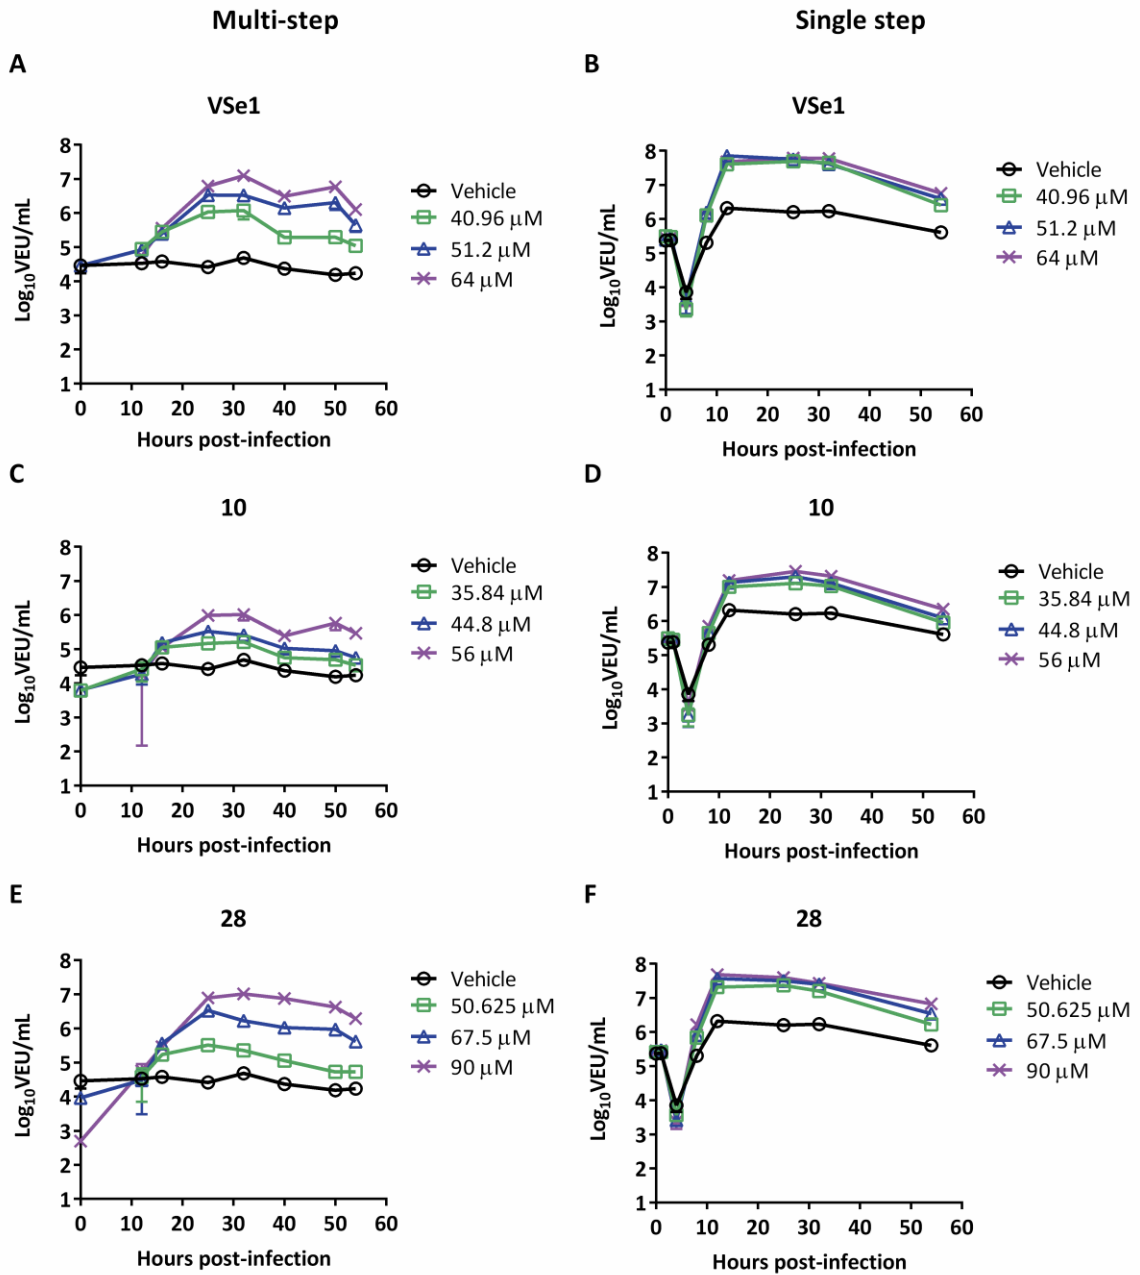 Multi-step
Single step
A
VSe1
8
7
6
5
4
3
2
1
Log10VEU/mL
0 10 20 30 40 50 60
Hours post-infection
Vehicle
40.96 µM
51.2 µM
64 µM
B
VSe1
8
7
6
5
4
3
2
1
Log10VEU/mL
0 10 20 30 40 50 60
Hours post-infection
Vehicle
40.96 µM
51.2 µM
64 µM
C
10
8
7
6
5
4
3
2
1
Log10VEU/mL
0 10 20 30 40 50 60
Hours post-infection
Vehicle
35.84 µM
44.8 µM
56 µM
D
10
8
7
6
5
4
3
2
1
Log10VEU/mL
0 10 20 30 40 50 60
Hours post-infection
Vehicle
35.84 µM
44.8 µM
56 µM
E
28
8
7
6
5
4
3
2
1
Log10VEU/mL
0 10 20 30 40 50 60
Hours post-infection
Vehicle
50.625 µM
67.5 µM
90 µM
F
28
8
7
6
5
4
3
2
1
Log10VEU/mL
0 10 20 30 40 50 60
Hours post-infection
Vehicle
50.625 µM
67.5 µM
90 µM